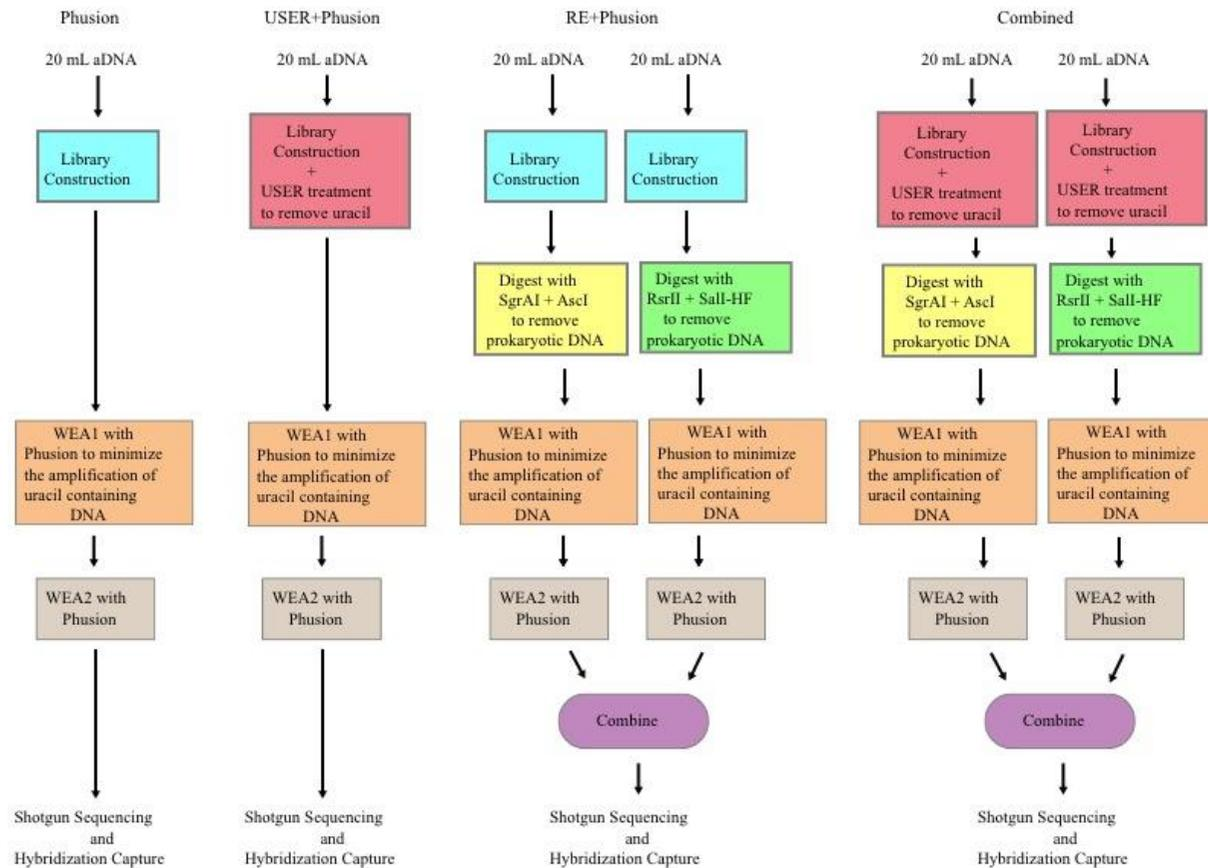 Phusion
USER+Phusion
RE+Phusion
Combined
20 mL aDNA
20 mL aDNA
20 mL aDNA
20 mL aDNA
20 mL aDNA
20 mL aDNA
Library
Construction
Library
Construction
+
USER treatment
to remove uracil
Library
Construction
Library
Construction
Library
Construction
+
USER treatment
to remove uracil
Library
Construction
+
USER treatment
to remove uracil
Digest with
SgrAI + AscI
to remove
prokaryotic DNA
Digest with
RsrII + SalI-HF
to remove
prokaryotic DNA
Digest with
SgrAI + AscI
to remove
prokaryotic DNA
Digest with
RsrII + SalI-HF
to remove
prokaryotic DNA
WEA1 with
Phusion to minimize
the amplification of
uracil containing
DNA
WEA1 with
Phusion to minimize
the amplification of
uracil containing
DNA
WEA1 with
Phusion to minimize
the amplification of
uracil containing
DNA
WEA1 with
Phusion to minimize
the amplification of
uracil containing
DNA
WEA1 with
Phusion to minimize
the amplification of
uracil containing
DNA
WEA1 with
Phusion to minimize
the amplification of
uracil containing
DNA
WEA2 with
Phusion
WEA2 with
Phusion
WEA2 with
Phusion
WEA2 with
Phusion
WEA2 with
Phusion
WEA2 with
Phusion
Combine
Combine
Shotgun Sequencing
and
Hybridization Capture
Shotgun Sequencing
and
Hybridization Capture
Shotgun Sequencing
and
Hybridization Capture
Shotgun Sequencing
and
Hybridization Capture